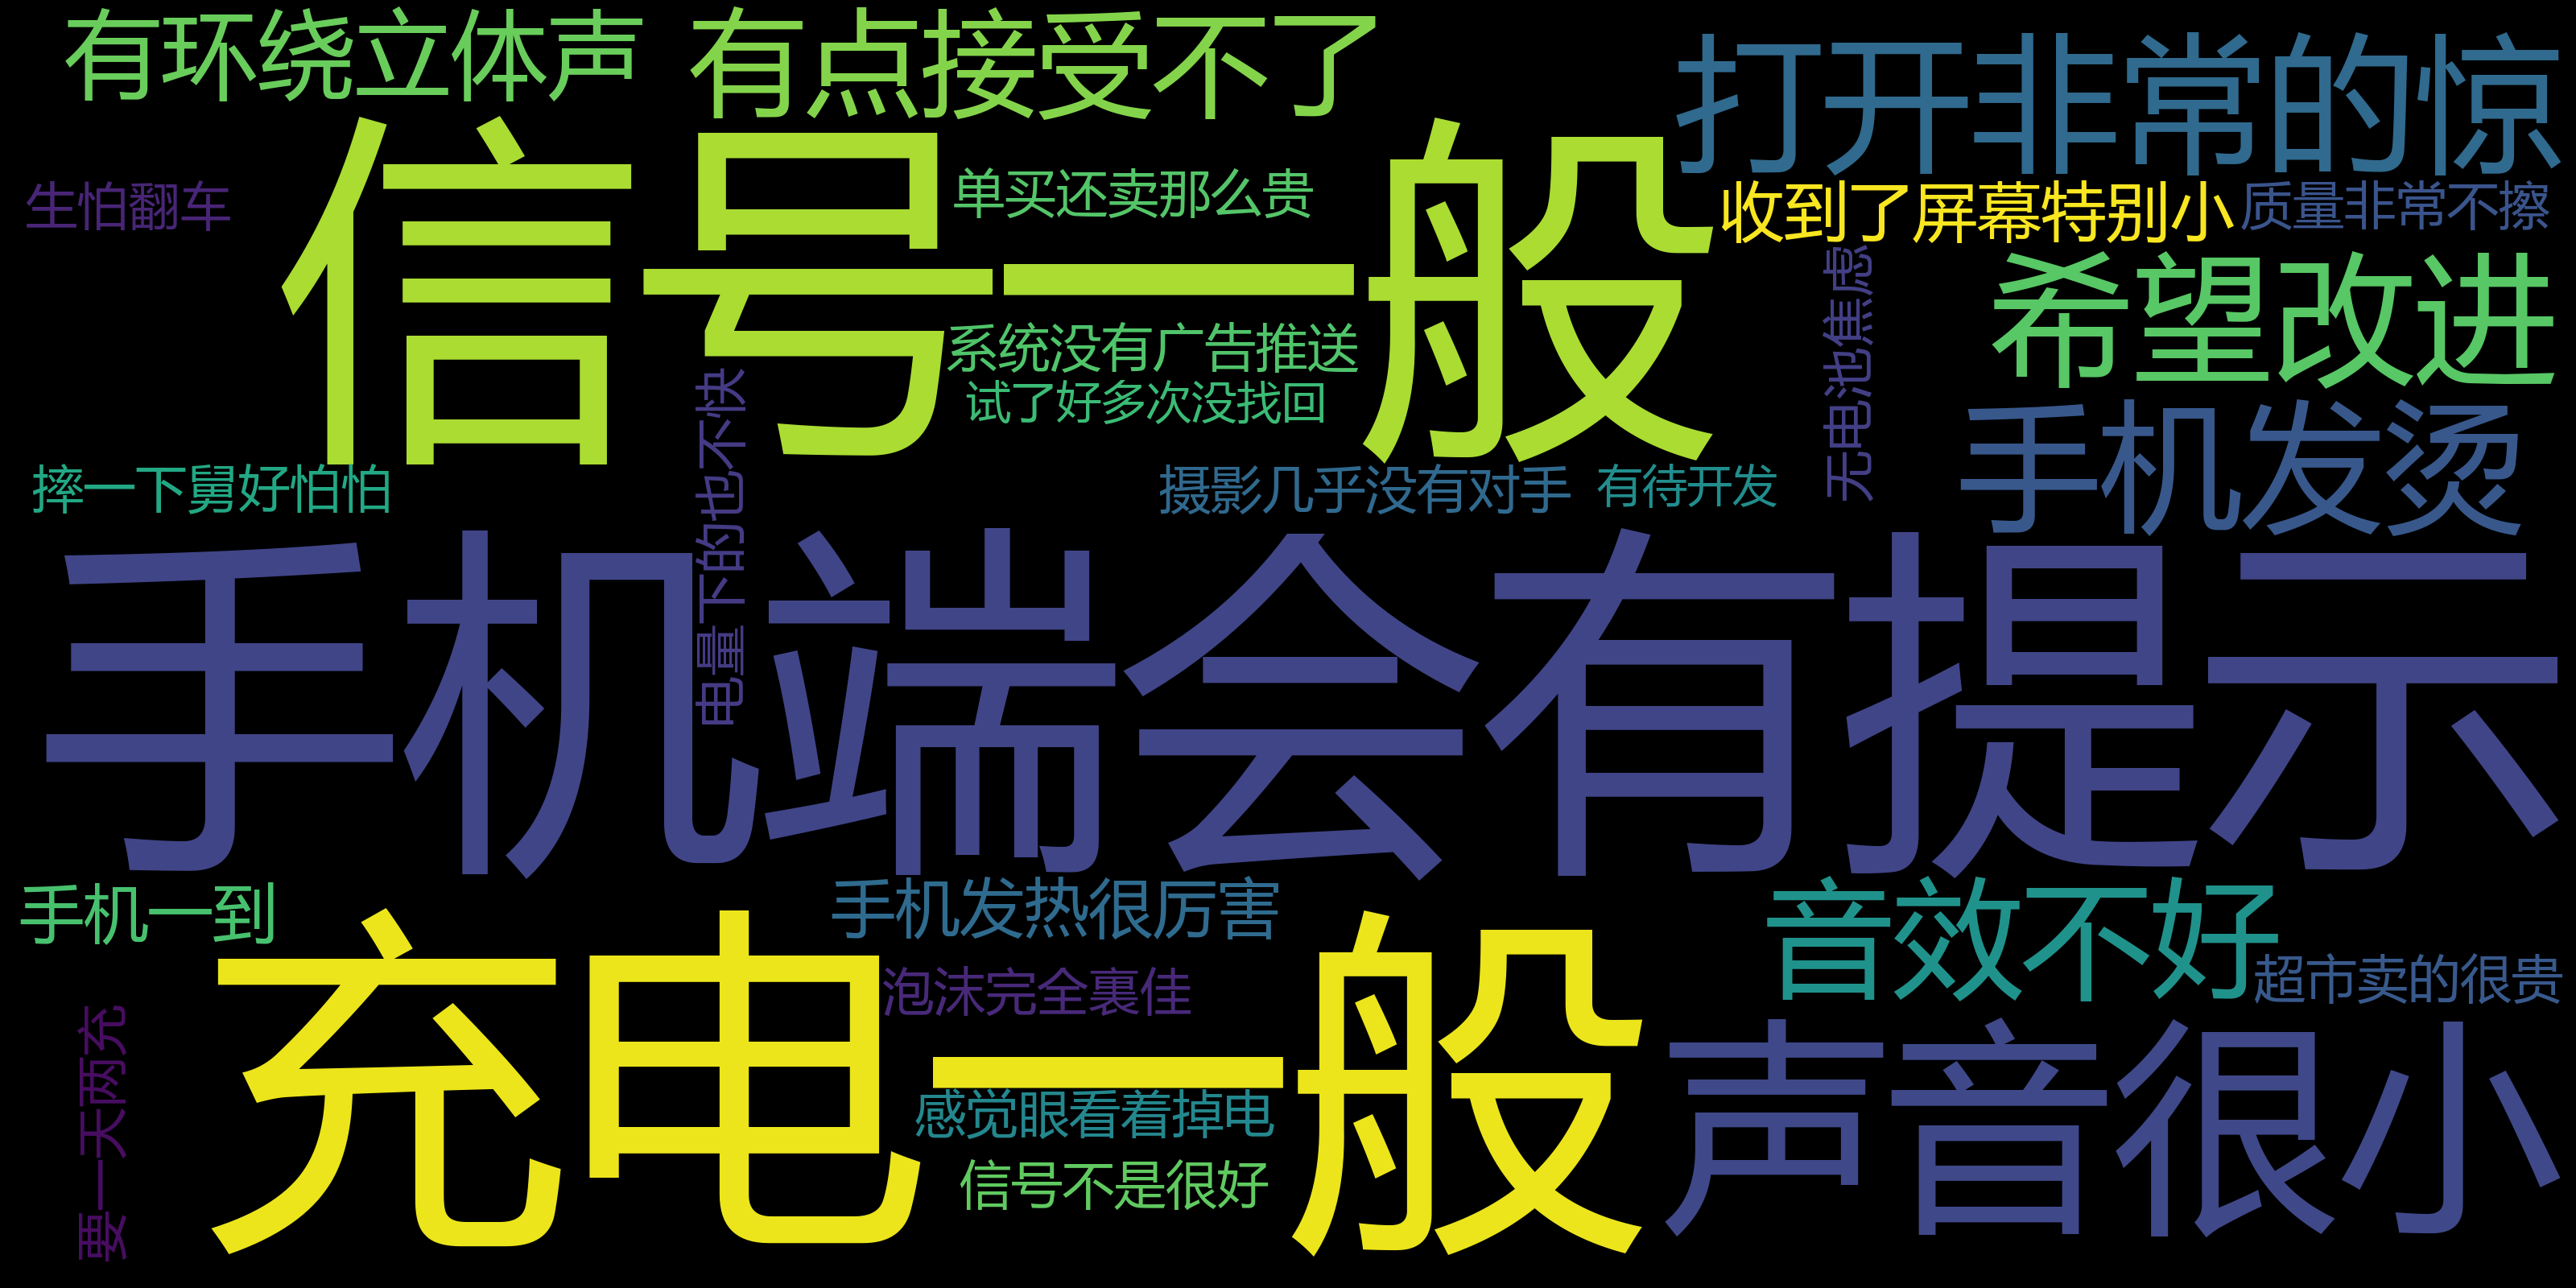 有环绕立体声
有点接受不了
打开非常的惊
信号一般
生怕翻车
单买还卖那么贵
收到了屏幕特别小
质量非常不擦
希望改进
无电池焦虑
系统没有广告推送
试了好多次没找回
电量下的也不快
手机发烫
摔一下舅好怕怕
摄影几乎没有对手
有待开发
手机端会有提示
手机一到
手机发热很厉害
音效不好
充电一般
泡沫完全裹佳
超市卖的很贵
要一天两充
声音很小
感觉眼看着掉电
信号不是很好